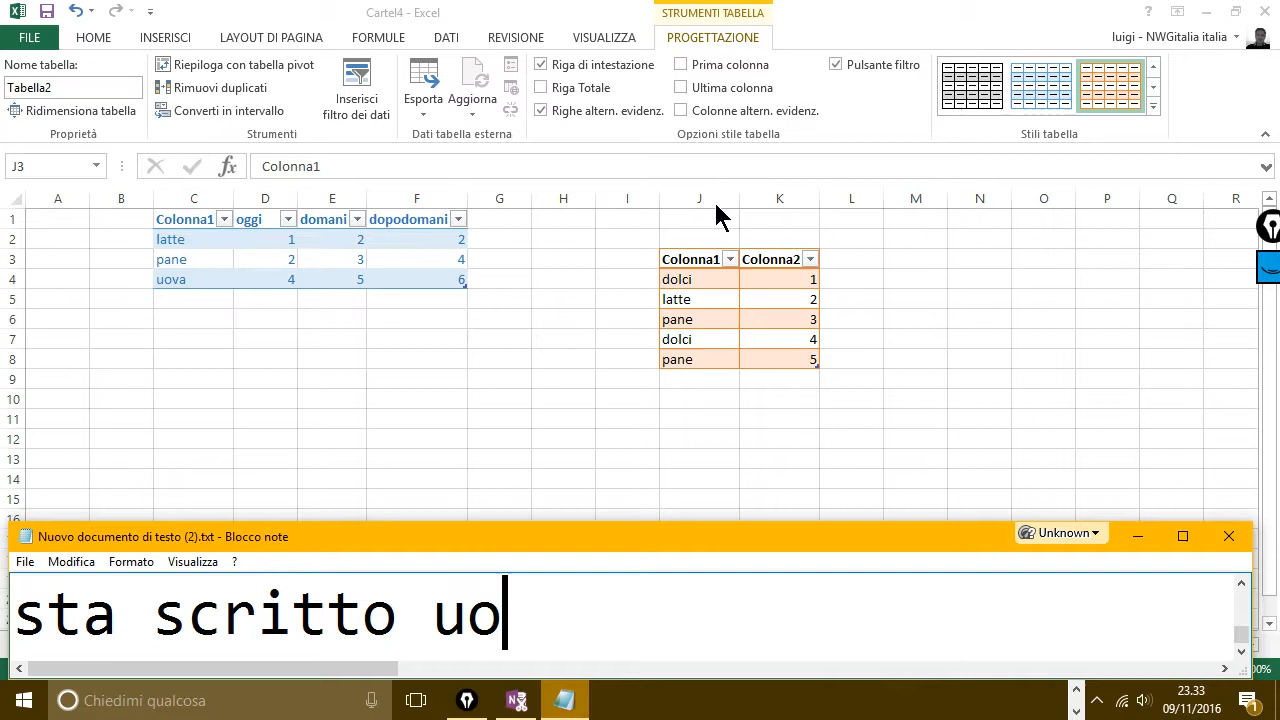 Cartel4 - Excel
STRUMENTI TABELLA
?
FILE HOME INSERISCI LAYOUT DI PAGINA FORMULE DATI REVISIONE VISUALIZZA PROGETTAZIONE
luigi - NWGitalia italia
Nome tabella:
Tabella2
Ridimensiona tabella
Proprietà
Riepiloga con tabella pivot
Rimuovi duplicati
Converti in intervallo
Inserisci
filtro dei dati
Strumenti
Esporta Aggiorna
Dati tabella esterna
Riga di intestazione Prima colonna Pulsante filtro
Riga Totale Ultima colonna
Righe altern. evidenz. Colonne altern. evidenz.
Opzioni stile tabella
Stili tabella
J3 fx Colonna1
A B C D E F G H I J K L M N O P Q R
1 Colonna1 oggi domani dopodomani
2 latte 1 2 2
3 pane 2 3 4 Colonna1 Colonna2
4 uova 4 5 6 dolci 1
5 latte 2
6 pane 3
7 dolci 4
8 pane 5
9
10
11
12
13
14
15
16
Nuovo documento di testo (2).txt - Blocco note
Unknown
File Modifica Formato Visualizza ?
sta scritto uo
00%
Chiedimi qualcosa
23.33
09/11/2016
1